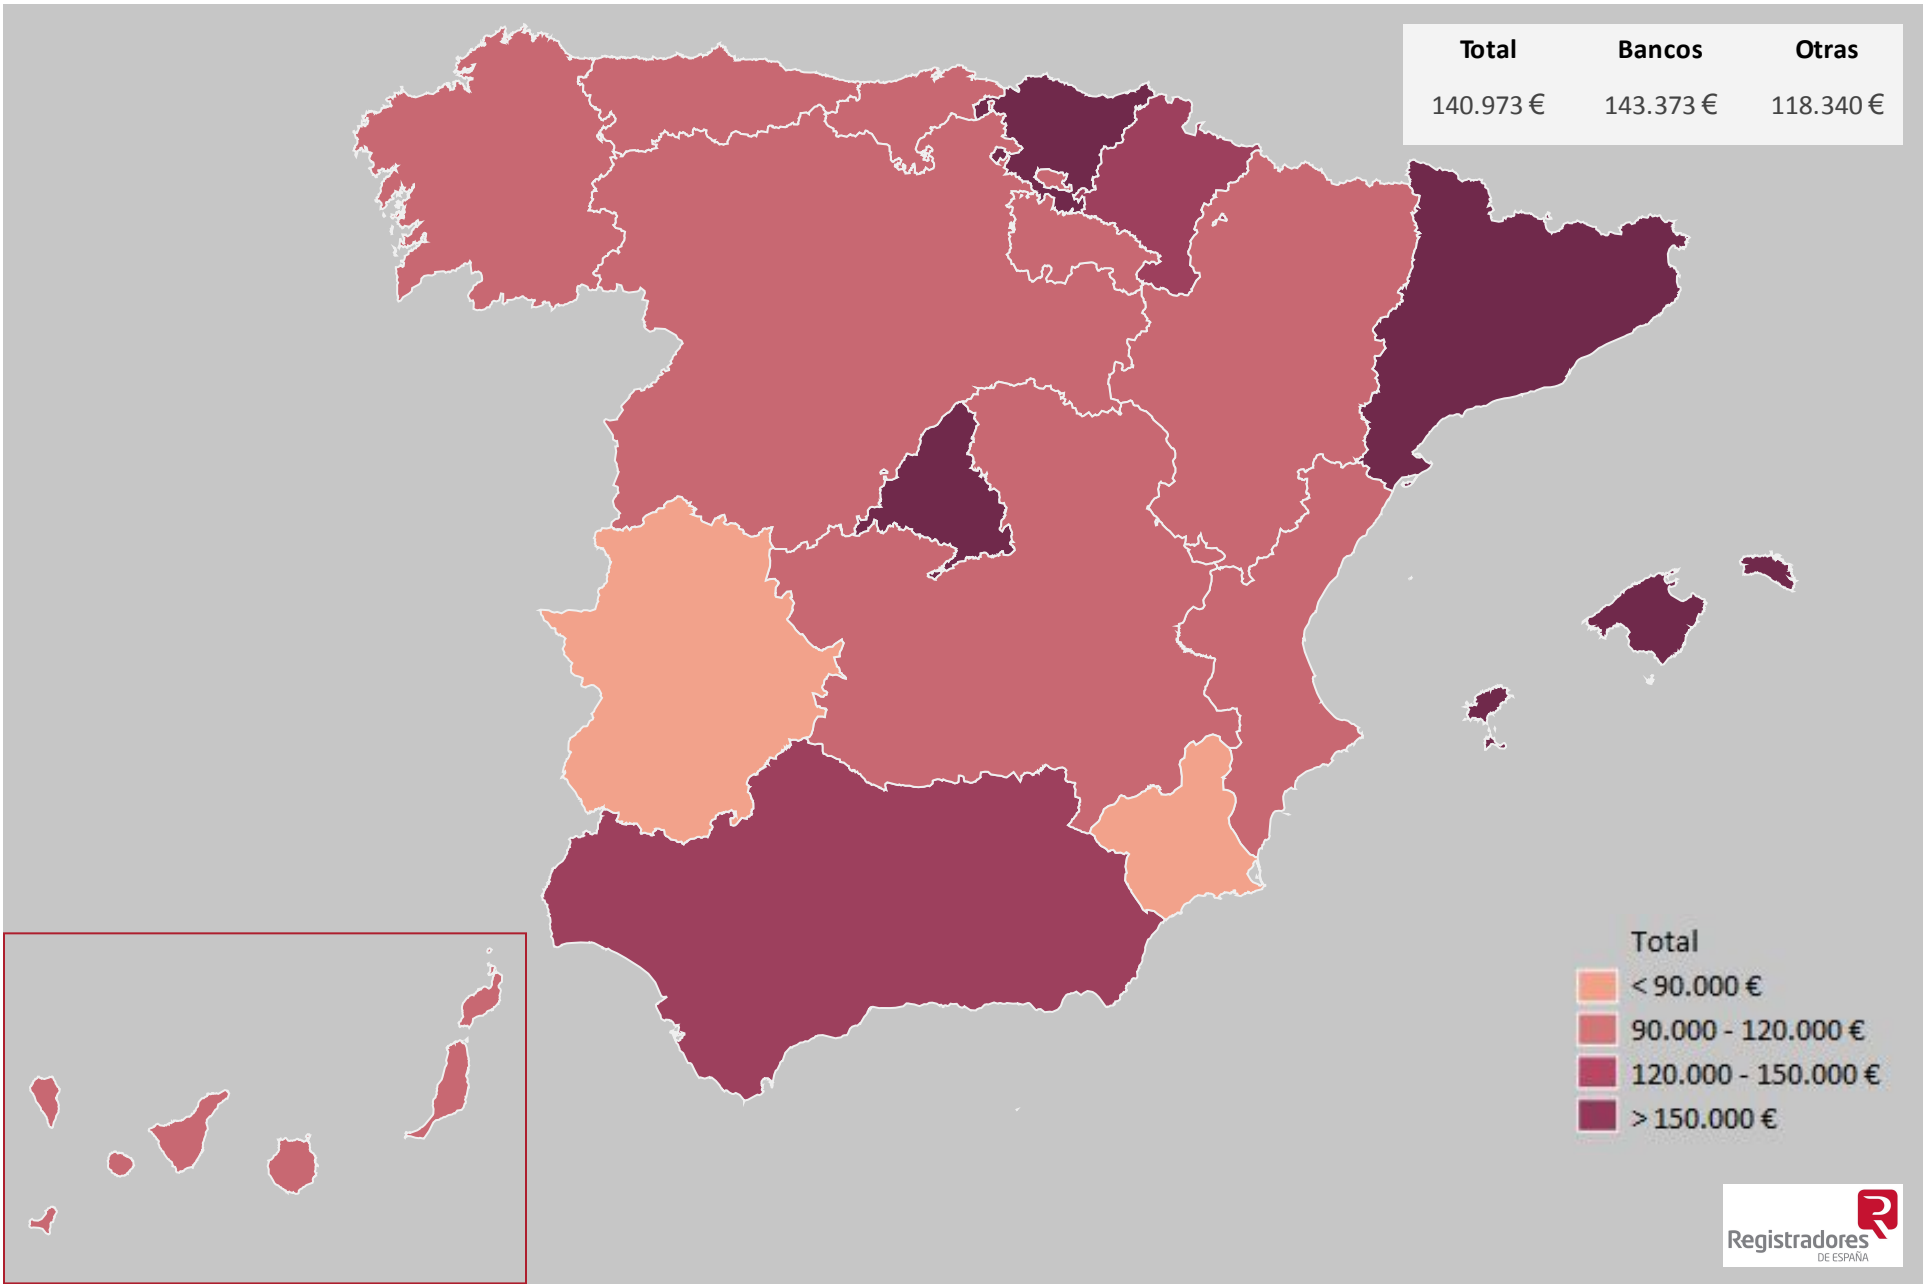 Total Bancos Otras
140.973 € 143.373 € 118.340 €
Total
< 90.000 €
90.000 - 120.000 €
120.000 - 150.000 €
> 150.000 €
Registradores
DE ESPAÑA